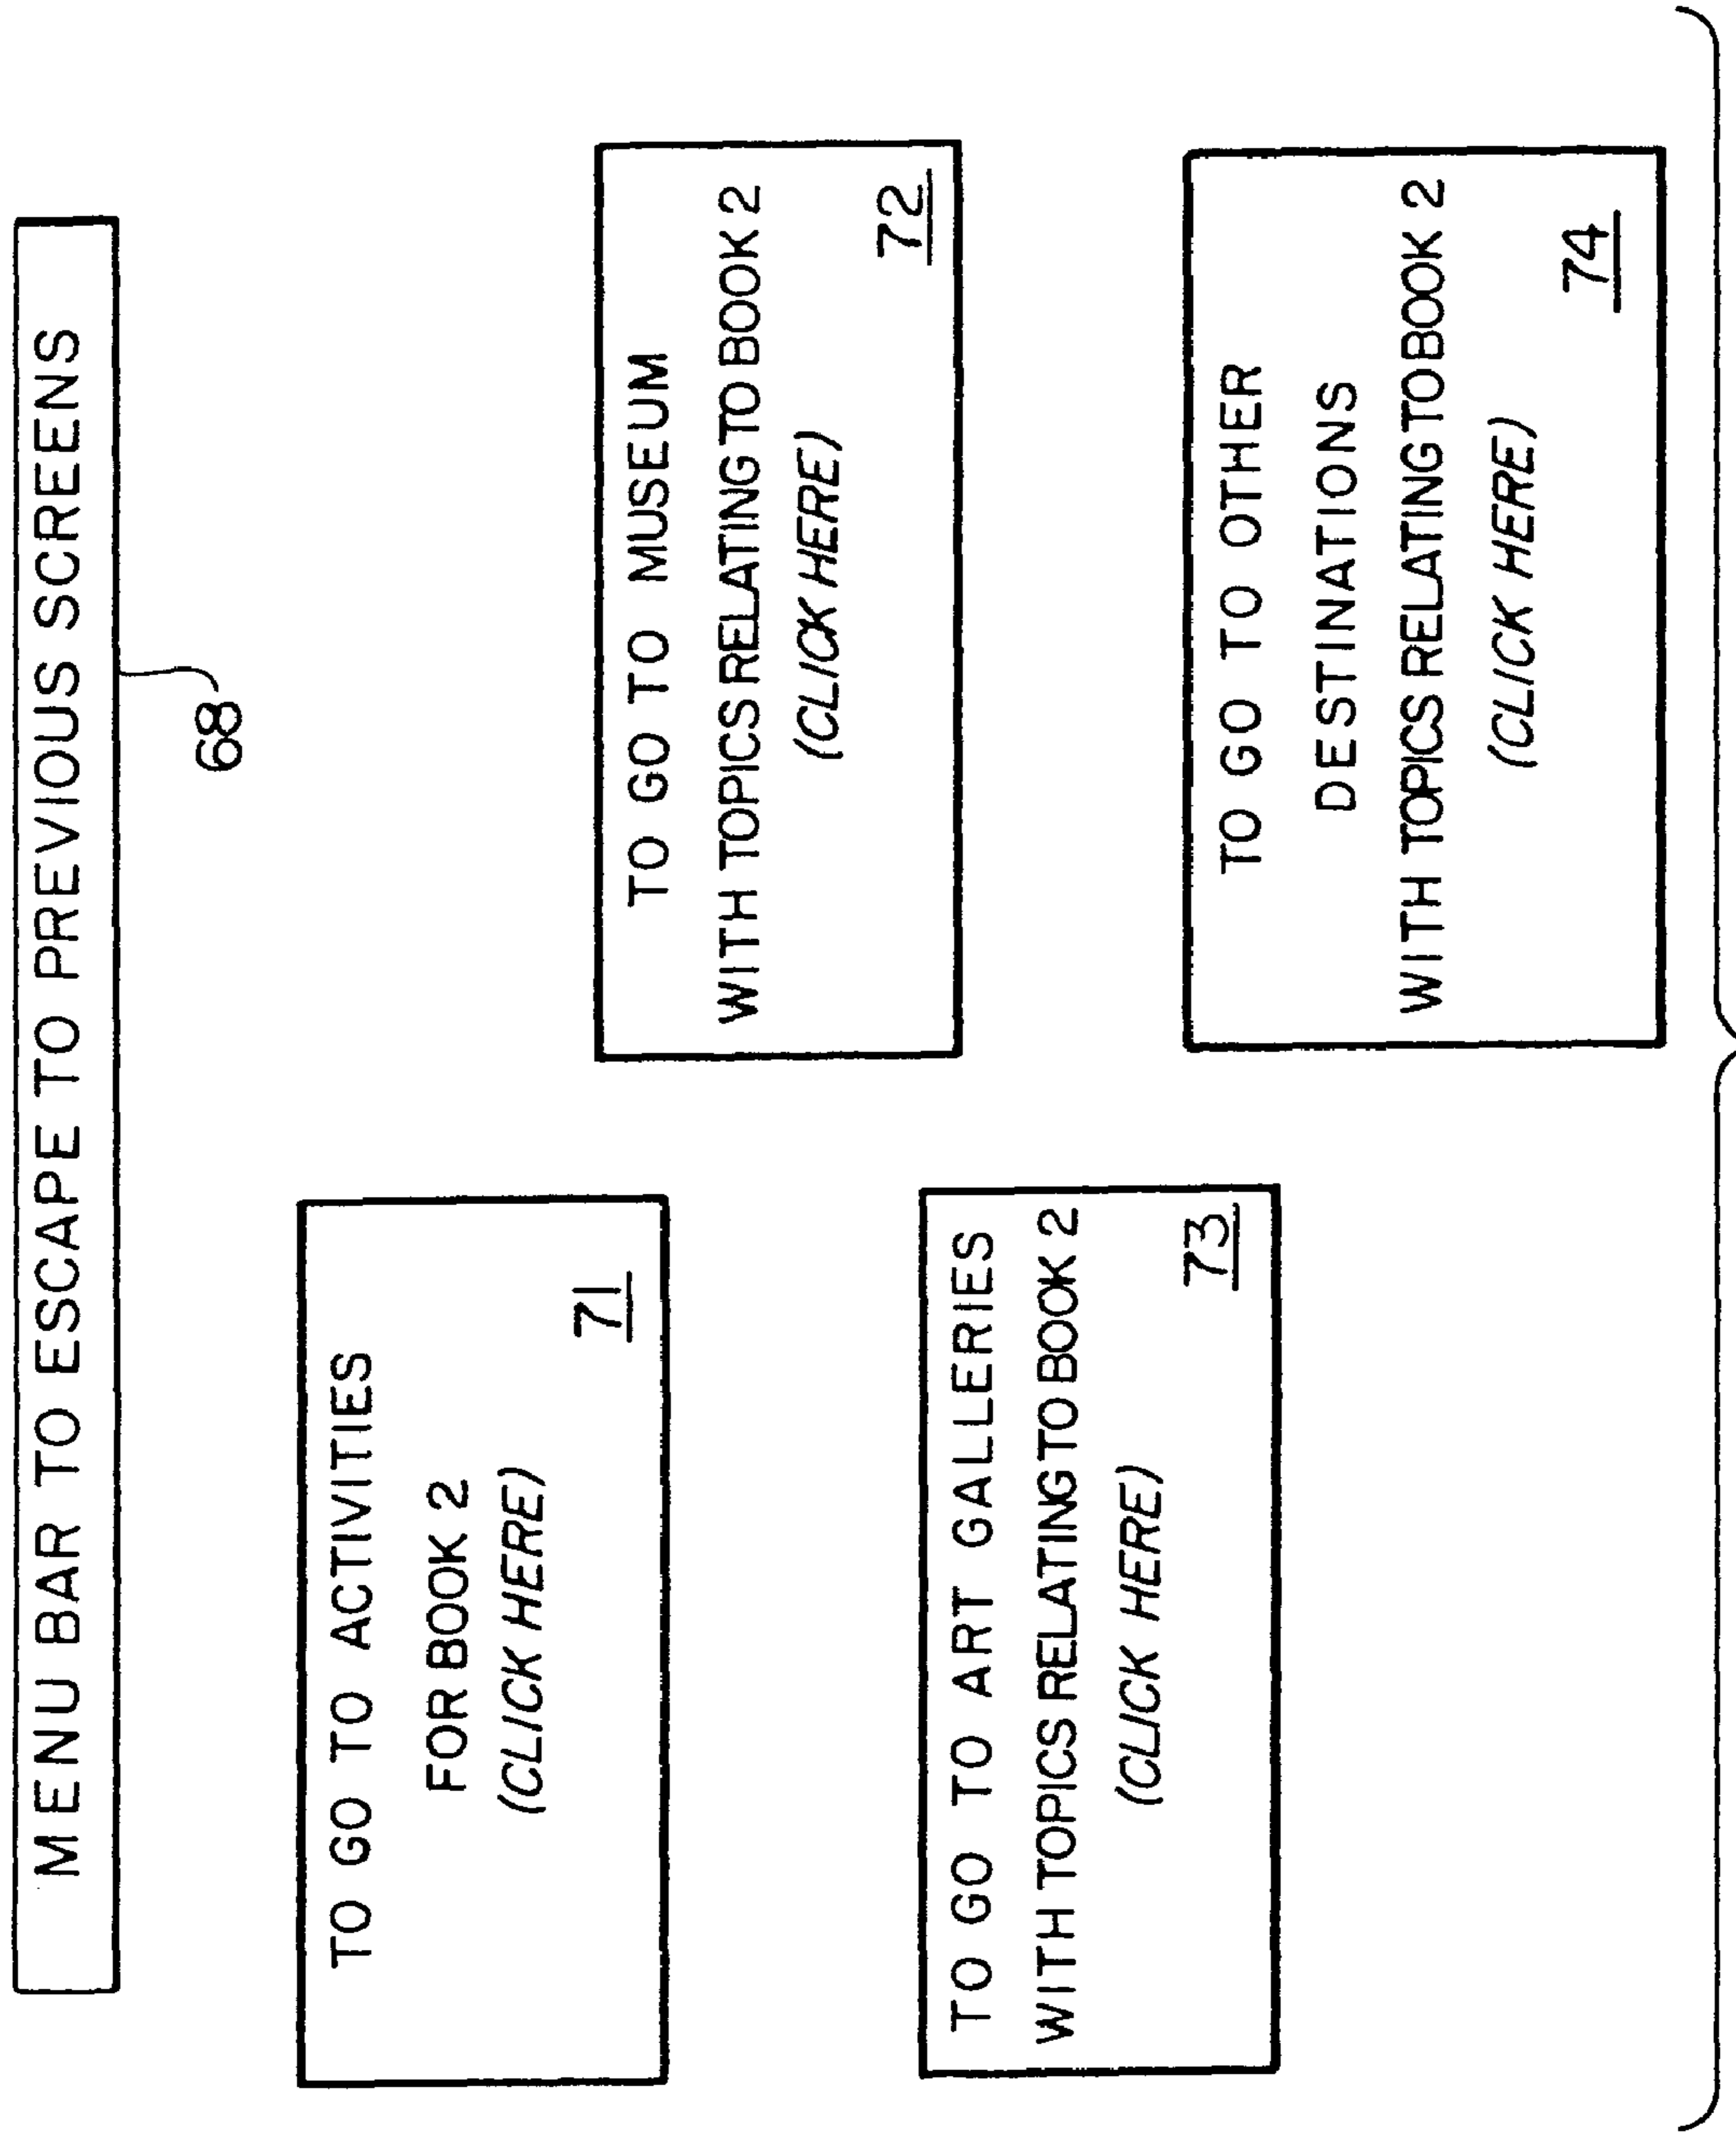 MENU BAR TO ESCAPE TO PREVIOUS SCREENS
68
TO GO TO ACTIVITIES
FOR BOOK 2
(CLICK HERE)
71
TO GO TO MUSEUM
WITH TOPICS RELATING TO BOOK 2
(CLICK HERE)
72
TO GO TO ART GALLERIES
WITH TOPICS RELATING TO BOOK 2
(CLICK HERE)
73
TO GO TO OTHER
DESTINATIONS
WITH TOPICS RELATING TO BOOK 2
(CLICK HERE)
74